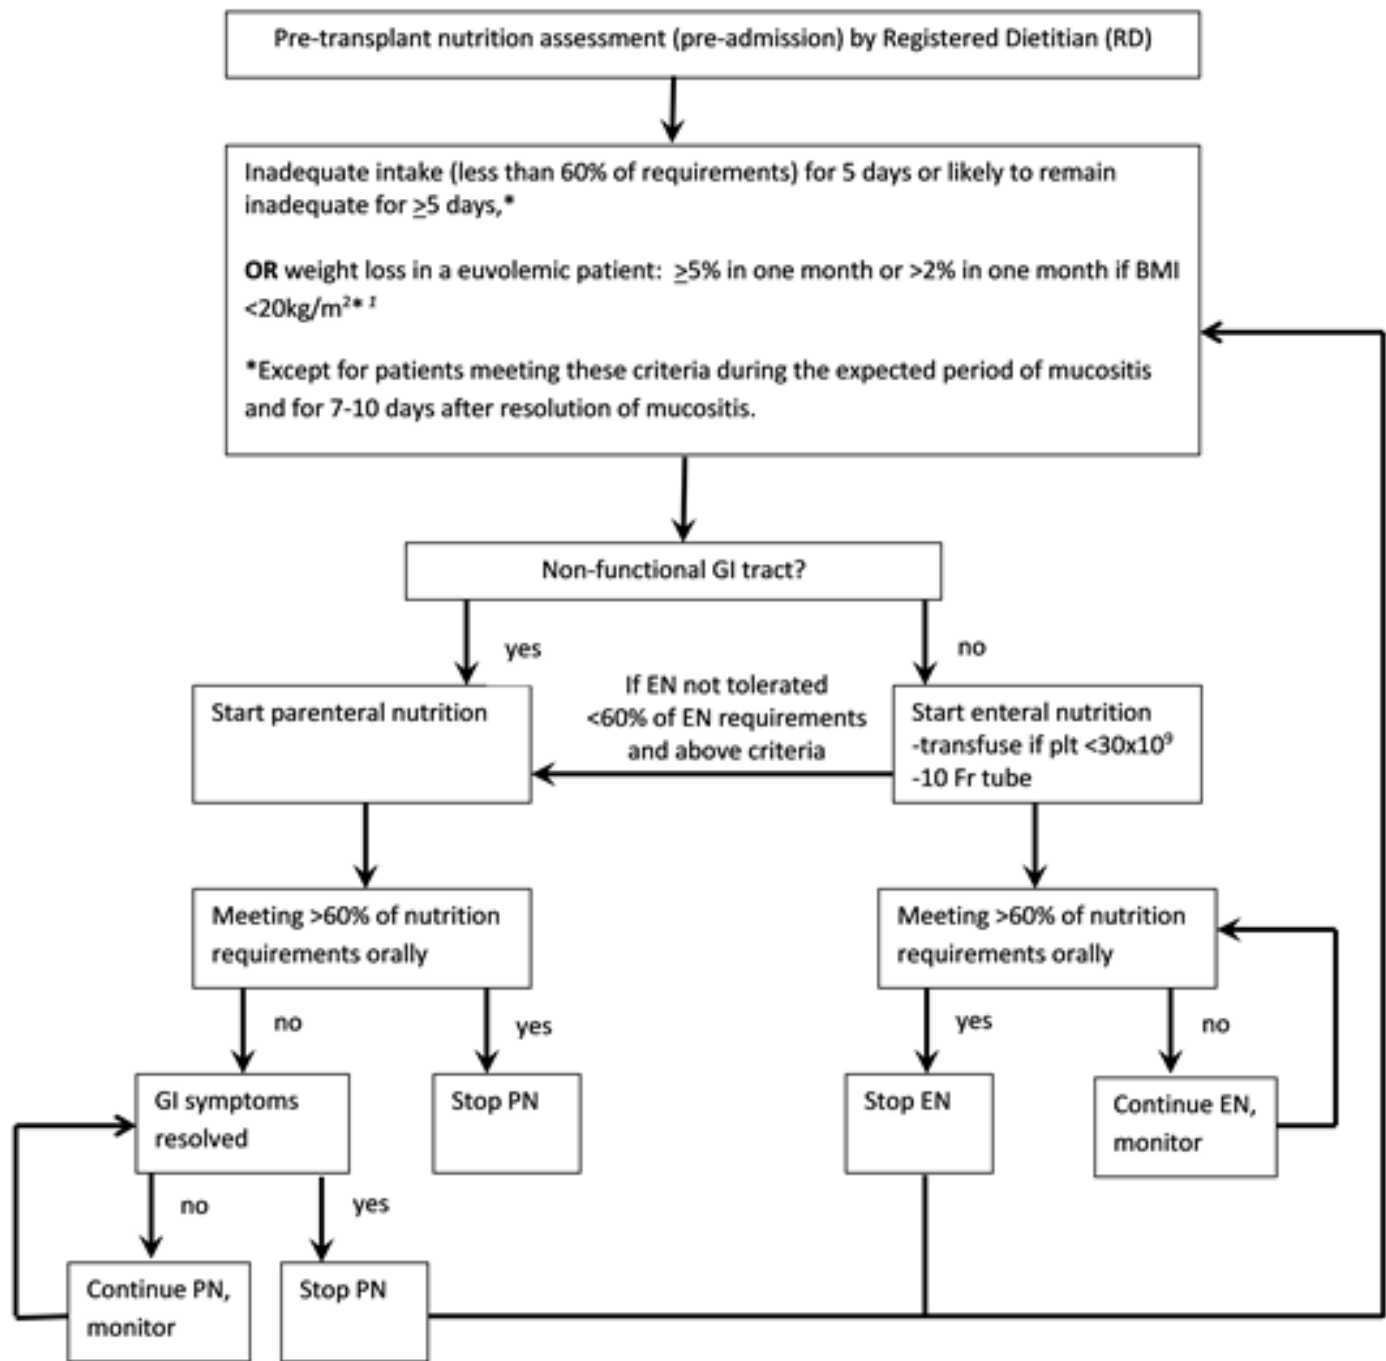 Pre-transplant nutrition assessment (pre-admission) by Registered Dietitian (RD)
Inadequate intake (less than 60% of requirements) for 5 days or likely to remain
inadequate for ≥5 days,*
OR weight loss in a euvolemic patient: ≥5% in one month or >2% in one month if BMI
<20kg/m²* ‡
*Except for patients meeting these criteria during the expected period of mucositis
and for 7-10 days after resolution of mucositis.
Non-functional GI tract?
yes
no
Start parenteral nutrition
If EN not tolerated
<60% of EN requirements
and above criteria
Start enteral nutrition
-transfuse if plt <30x10⁹
-10 Fr tube
Meeting >60% of nutrition
requirements orally
Meeting >60% of nutrition
requirements orally
no
yes
yes
no
GI symptoms
resolved
Stop PN
Stop EN
Continue EN,
monitor
no
yes
Continue PN,
monitor
Stop PN